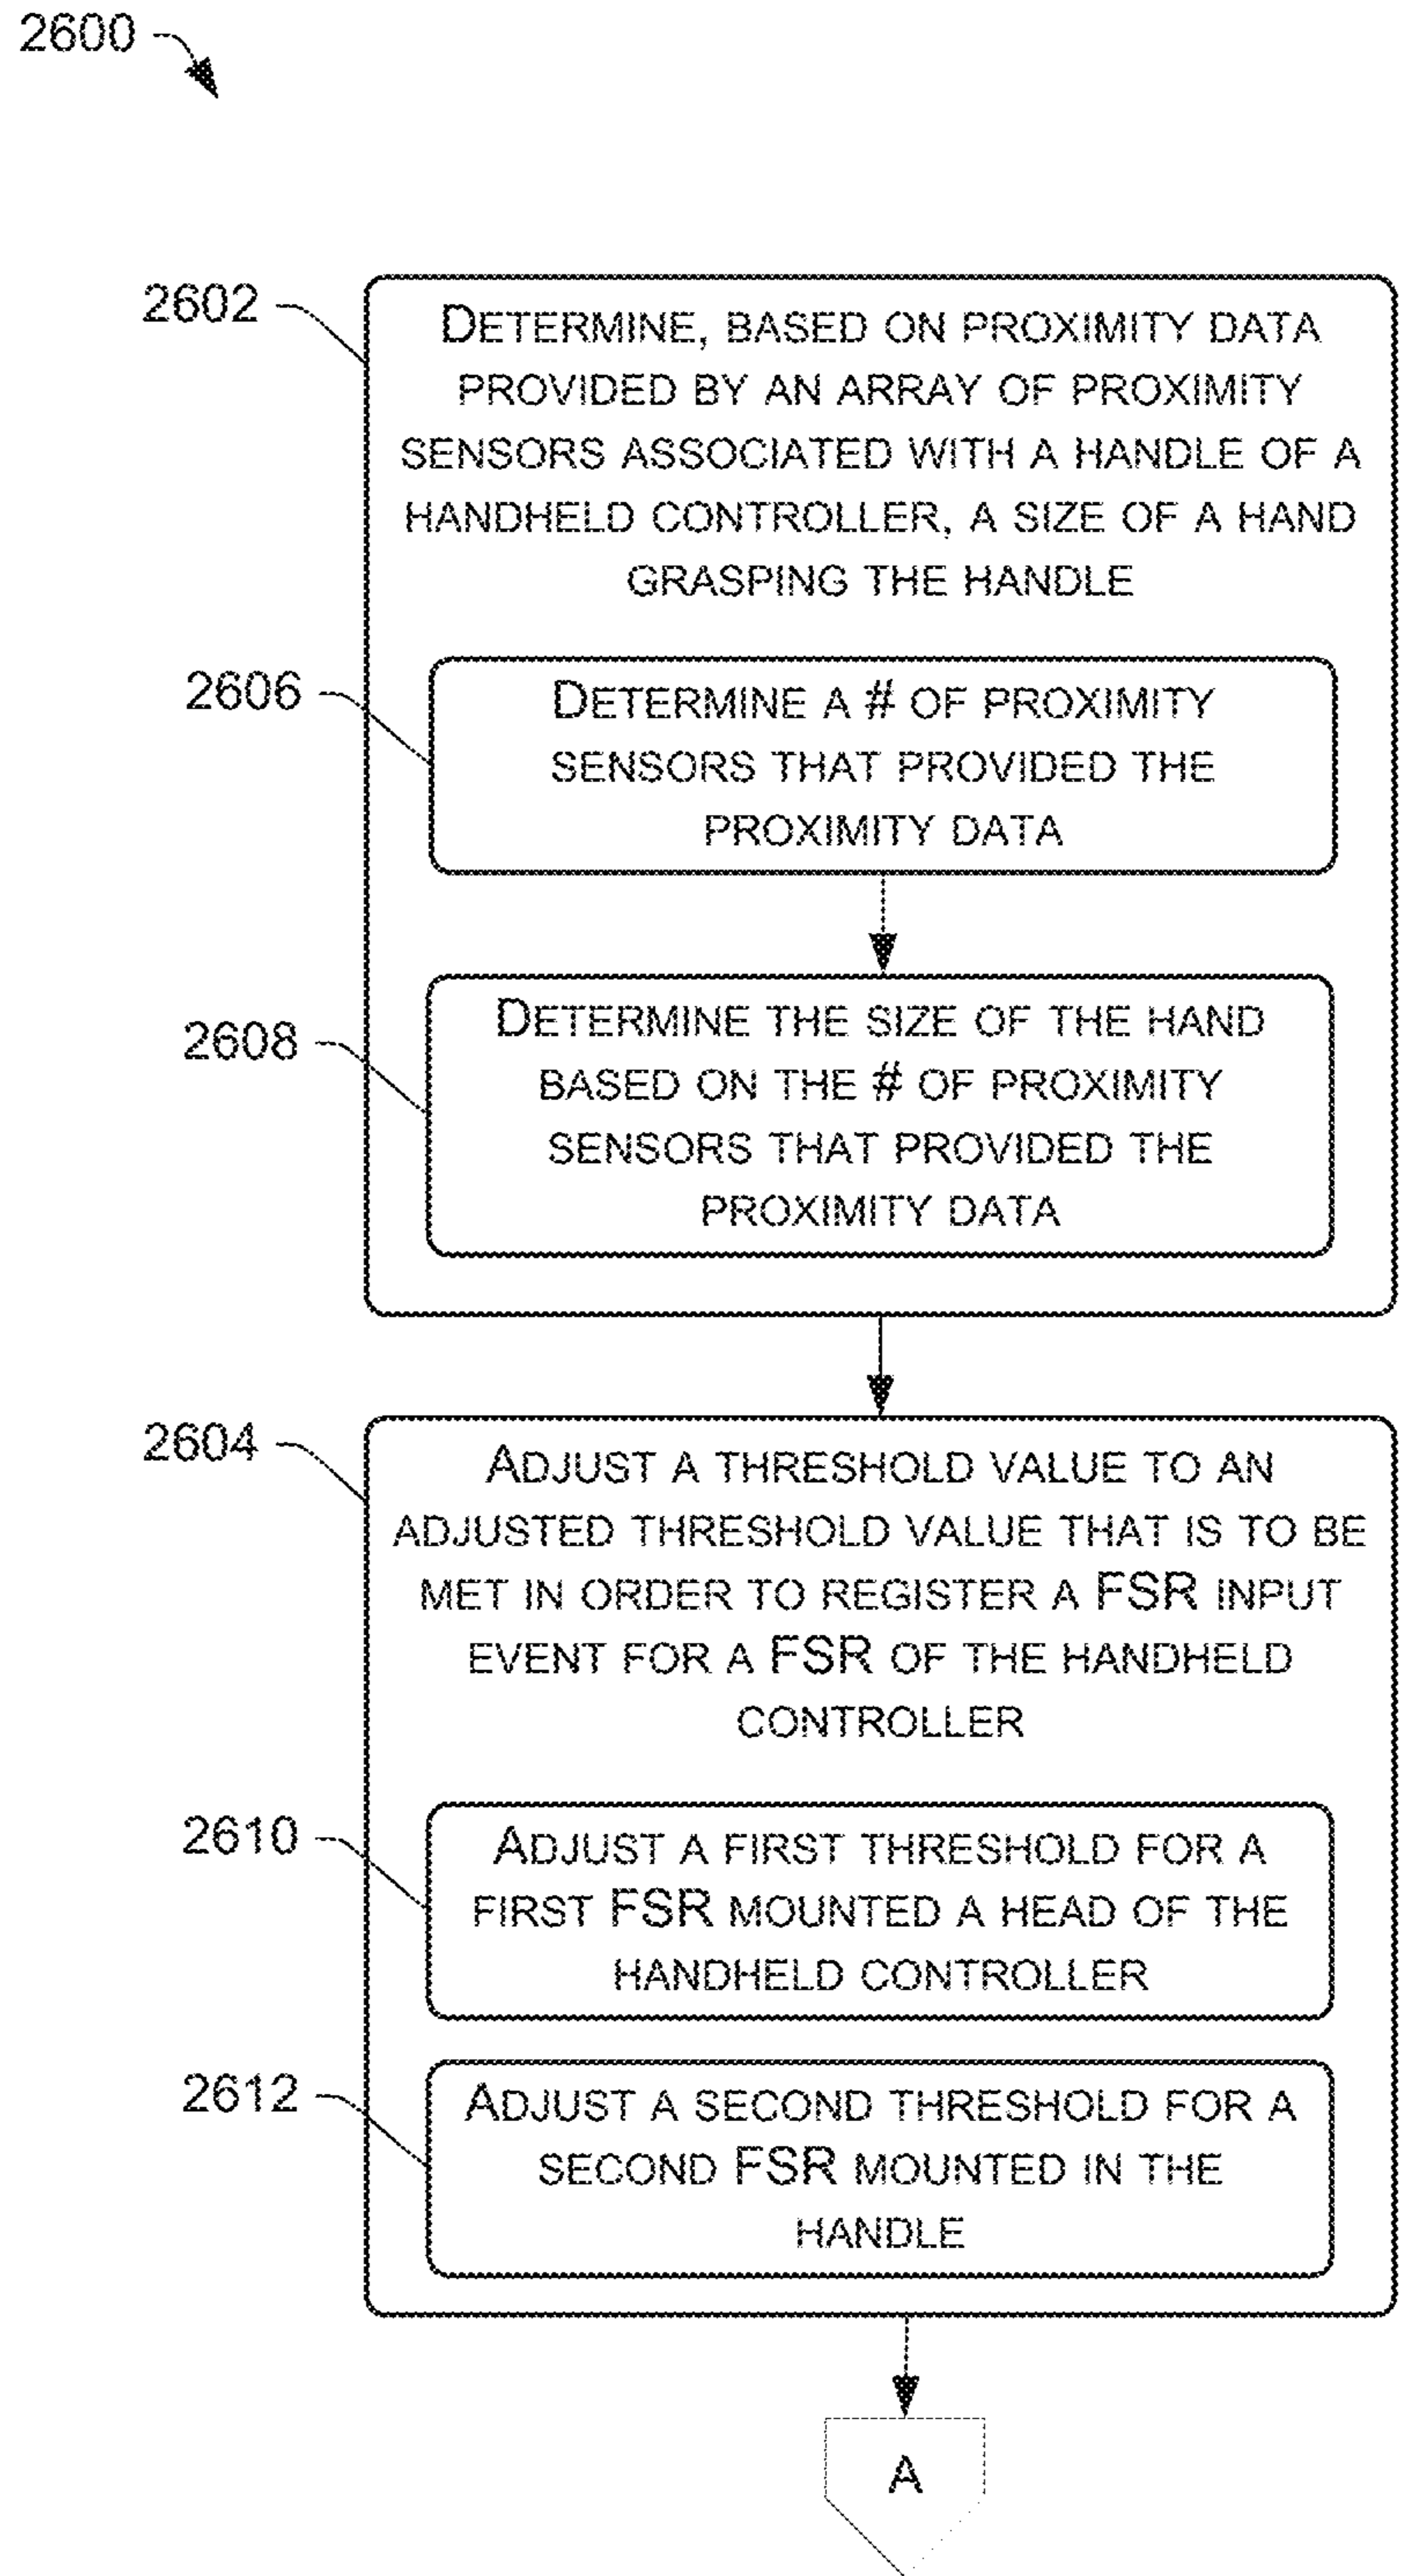 2600
2602
DETERMINE, BASED ON PROXIMITY DATA
PROVIDED BY AN ARRAY OF PROXIMITY
SENSORS ASSOCIATED WITH A HANDLE OF A
HANDHELD CONTROLLER, A SIZE OF A HAND
GRASPING THE HANDLE
2606
DETERMINE A # OF PROXIMITY
SENSORS THAT PROVIDED THE
PROXIMITY DATA
2608
DETERMINE THE SIZE OF THE HAND
BASED ON THE # OF PROXIMITY
SENSORS THAT PROVIDED THE
PROXIMITY DATA
2604
ADJUST A THRESHOLD VALUE TO AN
ADJUSTED THRESHOLD VALUE THAT IS TO BE
MET IN ORDER TO REGISTER A FSR INPUT
EVENT FOR A FSR OF THE HANDHELD
CONTROLLER
2610
ADJUST A FIRST THRESHOLD FOR A
FIRST FSR MOUNTED A HEAD OF THE
HANDHELD CONTROLLER
2612
ADJUST A SECOND THRESHOLD FOR A
SECOND FSR MOUNTED IN THE
HANDLE
A